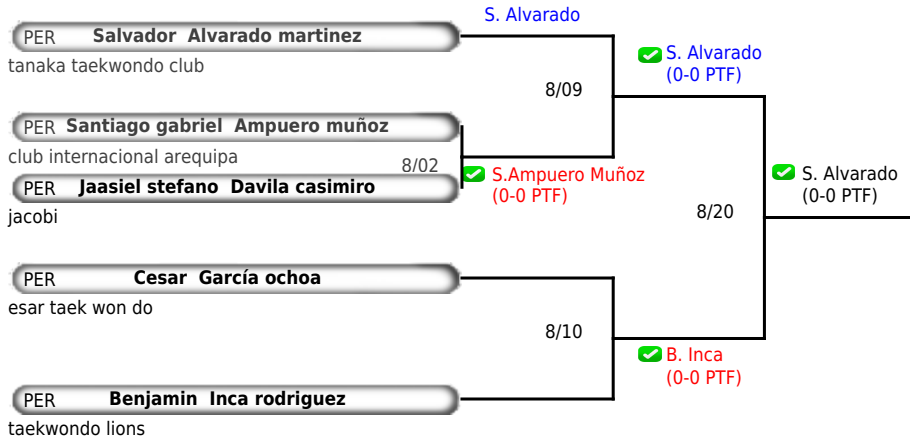 S. Alvarado
PER Salvador Alvarado martinez
tanaka taekwondo club
S. Alvarado
(0-0 PTF)
8/09
PER Santiago gabriel Ampuero muñoz
club internacional arequipa
8/02
S.Ampuero Muñoz
(0-0 PTF)
PER Jaasiel stefano Davila casimiro
jacobi
S. Alvarado
(0-0 PTF)
8/20
PER Cesar García ochoa
esar taek won do
8/10
B. Inca
(0-0 PTF)
PER Benjamin Inca rodriguez
taekwondo lions